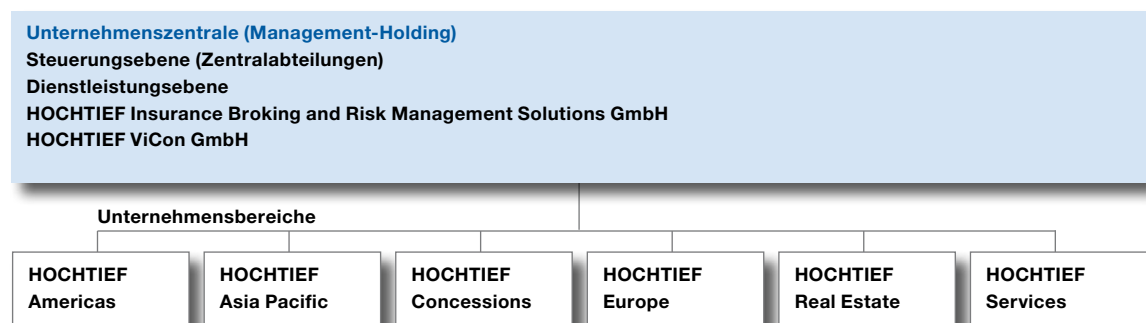 Unternehmenszentrale (Management-Holding)
Steuerungsebene (Zentralabteilungen)
Dienstleistungsebene
HOCHTIEF Insurance Broking and Risk Management Solutions GmbH
HOCHTIEF ViCon GmbH
Unternehmensbereiche
HOCHTIEF
Americas
HOCHTIEF
Asia Pacific
HOCHTIEF
Concessions
HOCHTIEF
Europe
HOCHTIEF
Real Estate
HOCHTIEF
Services